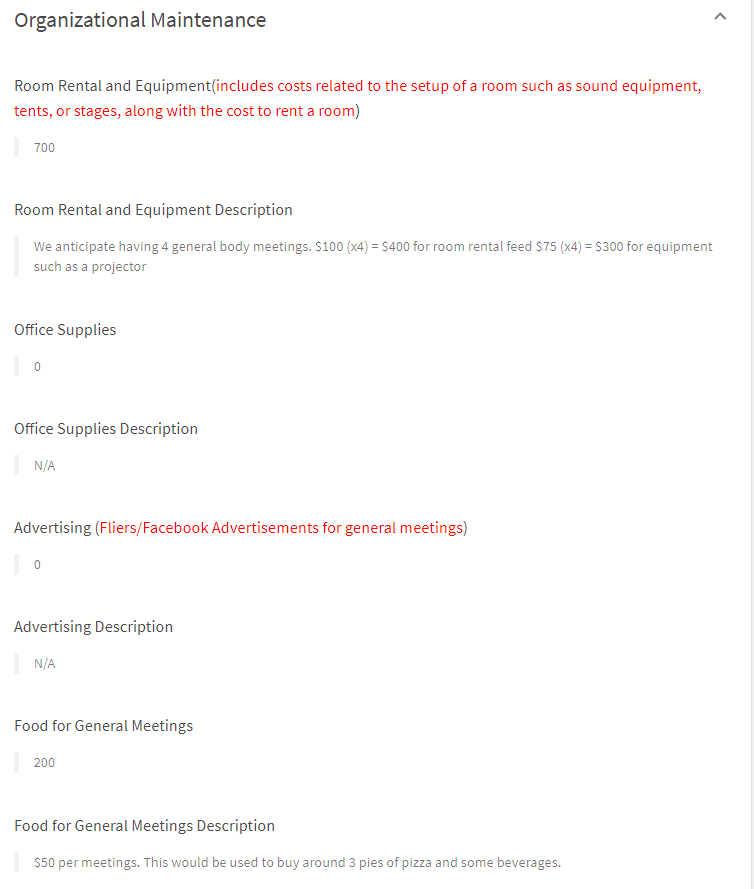 Organizational Maintenance
Room Rental and Equipment(includes costs related to the setup of a room such as sound equipment,
tents, or stages, along with the cost to rent a room)
700
Room Rental and Equipment Description
We anticipate having 4 general body meetings. $100 (x4) = $400 for room rental feed $75 (x4) = $300 for equipment
such as a projector
Office Supplies
0
Office Supplies Description
N/A
Advertising (Fliers/Facebook Advertisements for general meetings)
0
Advertising Description
N/A
Food for General Meetings
200
Food for General Meetings Description
$50 per meetings. This would be used to buy around 3 pies of pizza and some beverages.